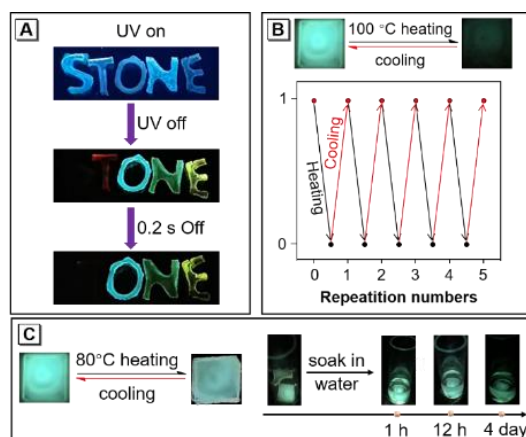 A
UV on
STONE
UV off
TONE
0.2 s Off
ONE
B
100 °C heating
cooling
1
0
Heating
Cooling
0 1 2 3 4 5
Repeatition numbers
C
80°C heating
cooling
soak in
water
1 h 12 h 4 day